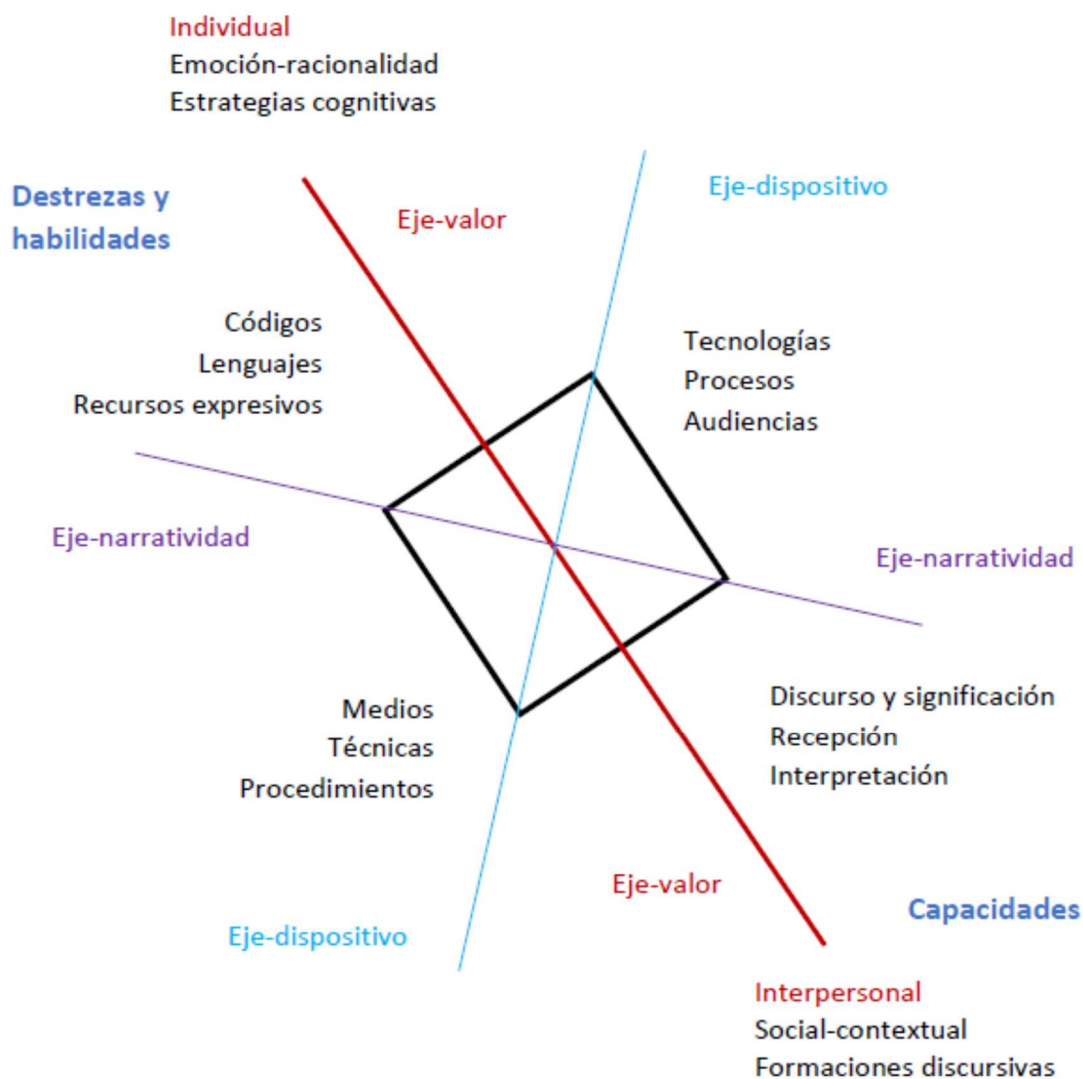 Individual
Emoción-racionalidad
Estrategias cognitivas
Destrezas y
habilidades
Eje-valor
Eje-dispositivo
Códigos
Lenguajes
Recursos expresivos
Tecnologías
Procesos
Audiencias
Eje-narratividad
Eje-narratividad
Medios
Técnicas
Procedimientos
Discurso y significación
Recepción
Interpretación
Eje-valor
Capacidades
Eje-dispositivo
Interpersonal
Social-contextual
Formaciones discursivas